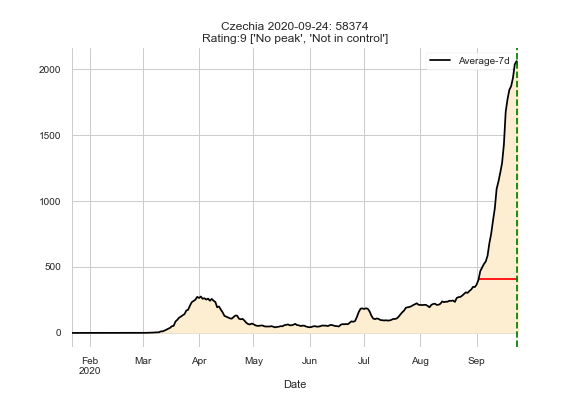 Czechia 2020-09-24: 58374
Rating:9 ['No peak', 'Not in control']
Average-7d
2000
1500
1000
500
0
Feb Mar Apr May Jun Jul Aug Sep
2020
Date